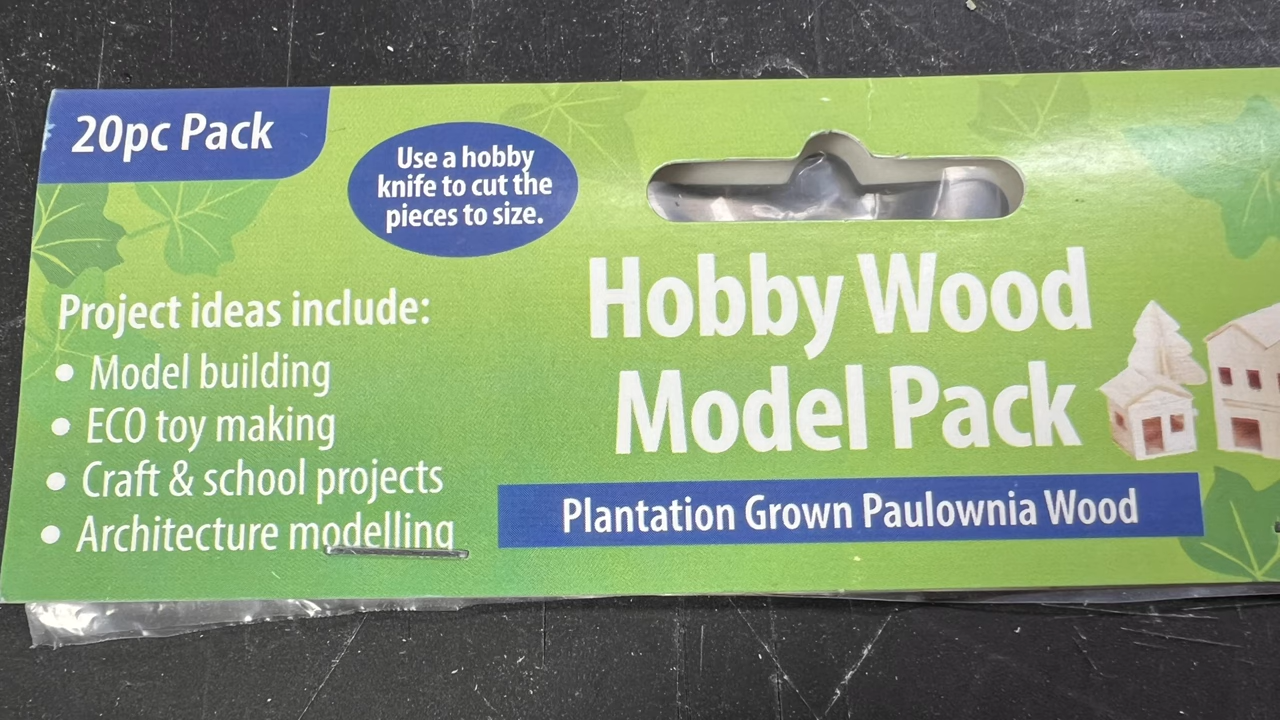 20pc Pack
Use a hobby
knife to cut the
pieces to size.
Project ideas include:
• Model building
• ECO toy making
• Craft & school projects
• Architecture modelling
Hobby Wood
Model Pack
Plantation Grown Paulownia Wood